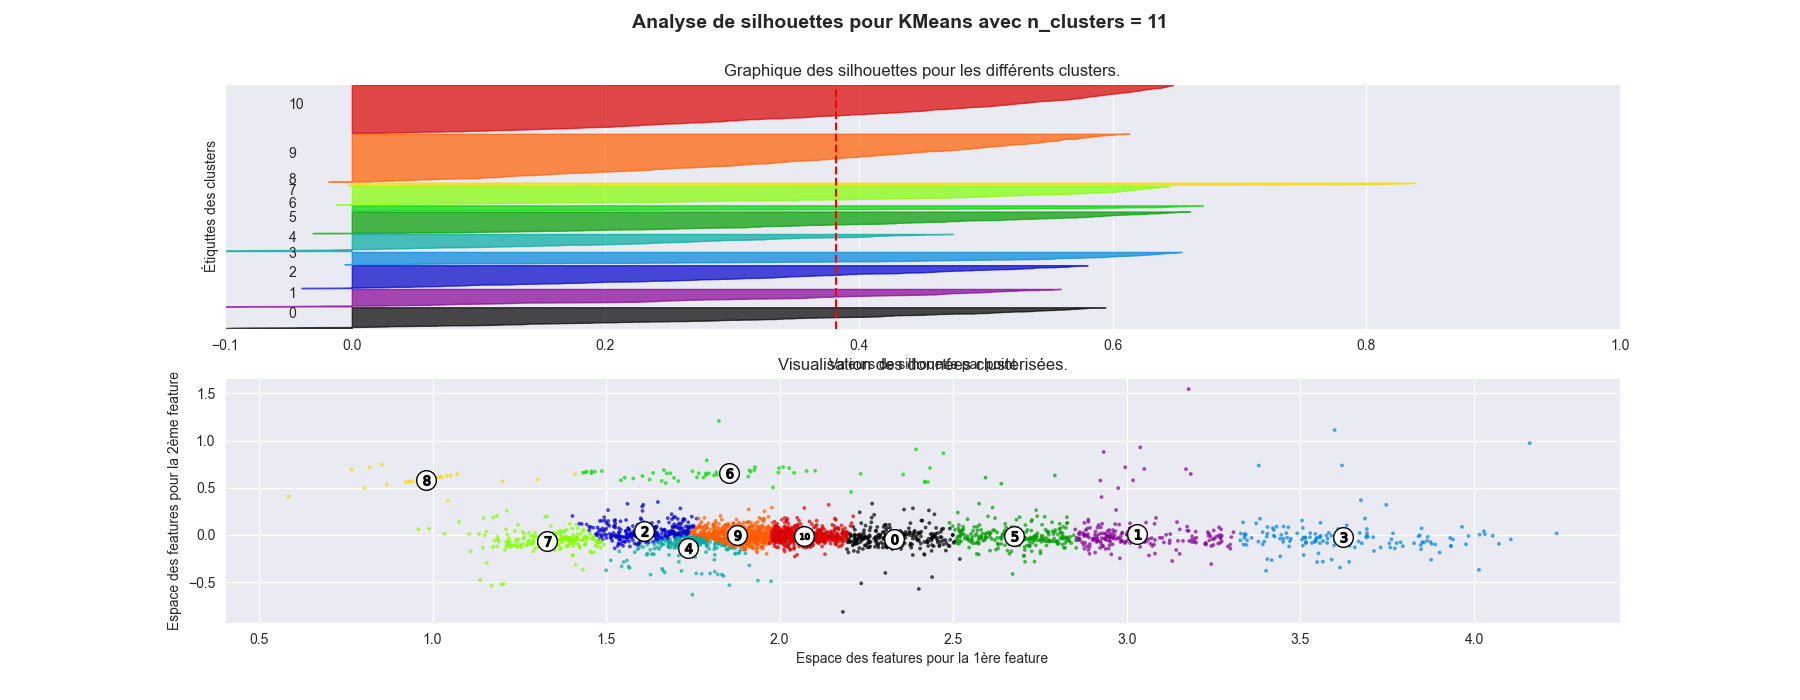 Analyse de silhouettes pour KMeans avec n_clusters = 11
Graphique des silhouettes pour les différents clusters.
Étiquttes des clusters
10
9
8
7
6
5
4
3
2
1
0
−0.1 0.0 0.2 0.4 0.6 0.8 1.0
Valeurs de silhouette par point
Visualisation des données clusterisées.
Espace des features pour la 2ème feature
1.5
1.0
0.5
0.0
−0.5
8 6
7 2 4 9 10 0 5 1 3
0.5 1.0 1.5 2.0 2.5 3.0 3.5 4.0
Espace des features pour la 1ère feature